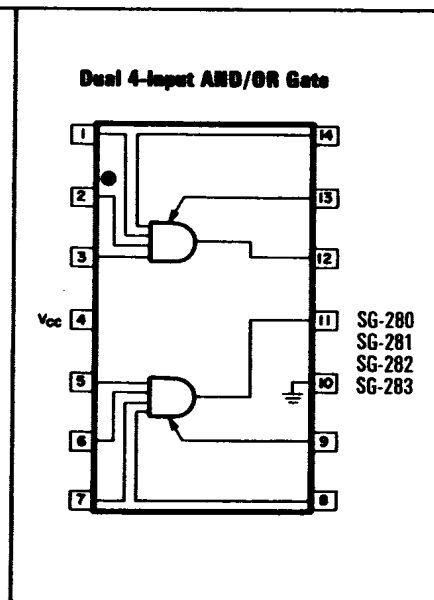 Dual 4-Input AND/OR Gate
1 14
2 13
3 12
Vcc 4 11 SG-280
SG-281
SG-282
5 10 SG-283
6 9
7 8